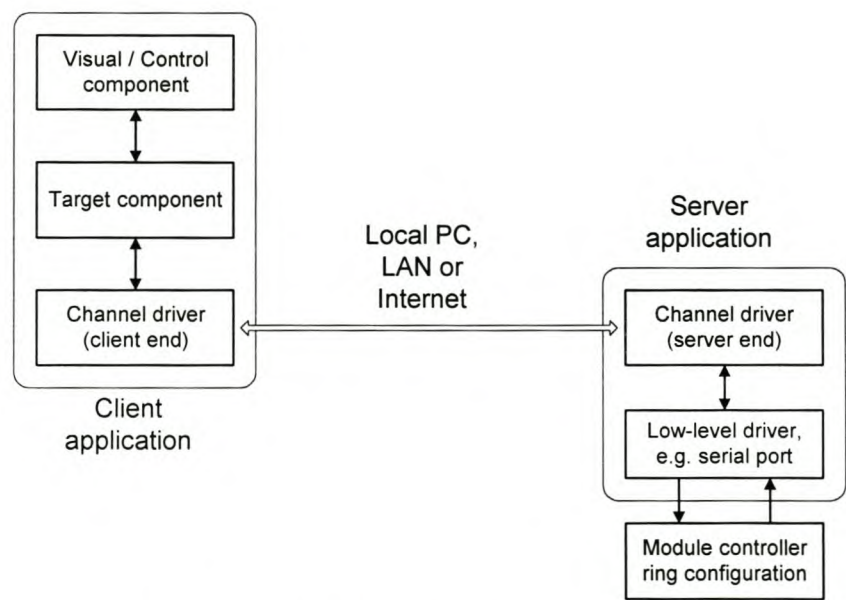 Visual / Control
component
Target component
Channel driver
(client end)
Client
application
Local PC,
LAN or
Internet
Server
application
Channel driver
(server end)
Low-level driver,
e.g. serial port
Module controller
ring configuration